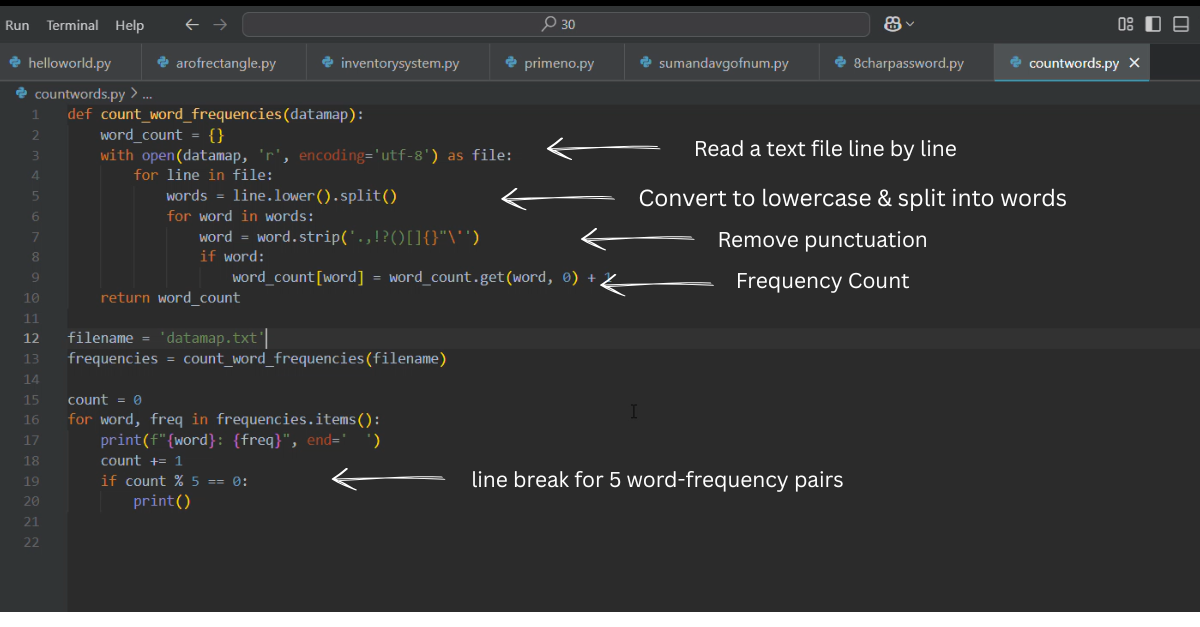 Run Terminal Help 30
helloworld.py arofrectangle.py inventorysystem.py primeno.py sumandavgofnum.py 8charpassword.py countwords.py
countwords.py > ...
1 def count_word_frequencies(datamap):
2     word_count = {}
3     with open(datamap, 'r', encoding='utf-8') as file: Read a text file line by line
4         for line in file:
5             words = line.lower().split() Convert to lowercase & split into words
6             for word in words:
7                 word = word.strip('.,!?()[]{}"\'') Remove punctuation
8                 if word:
9                     word_count[word] = word_count.get(word, 0) + 1 Frequency Count
10     return word_count
11
12 filename = 'datamap.txt'
13 frequencies = count_word_frequencies(filename)
14
15 count = 0
16 for word, freq in frequencies.items():
17     print(f"{word}: {freq}", end='  ')
18     count += 1
19     if count % 5 == 0: line break for 5 word-frequency pairs
20         print()
21
22